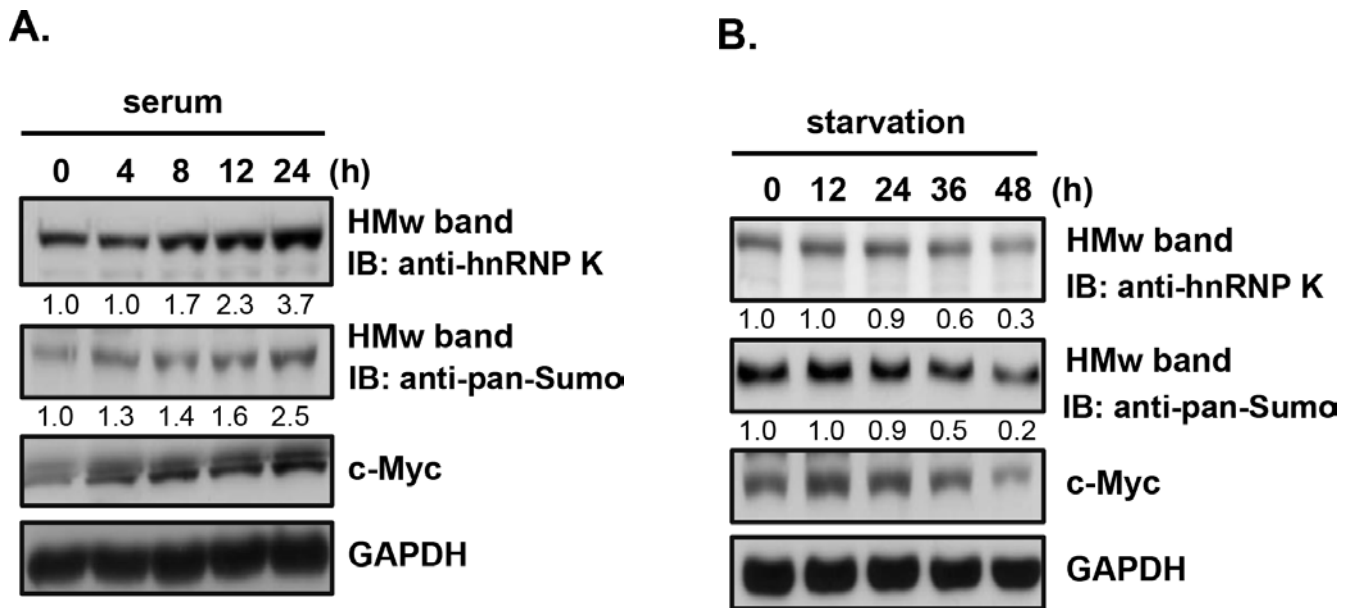 A.
serum
0 4 8 12 24 (h)
HMw band
IB: anti-hnRNP K
1.0 1.0 1.7 2.3 3.7
HMw band
IB: anti-pan-Sumo
1.0 1.3 1.4 1.6 2.5
c-Myc
GAPDH
B.
starvation
0 12 24 36 48 (h)
HMw band
IB: anti-hnRNP K
1.0 1.0 0.9 0.6 0.3
HMw band
IB: anti-pan-Sumo
1.0 1.0 0.9 0.5 0.2
c-Myc
GAPDH